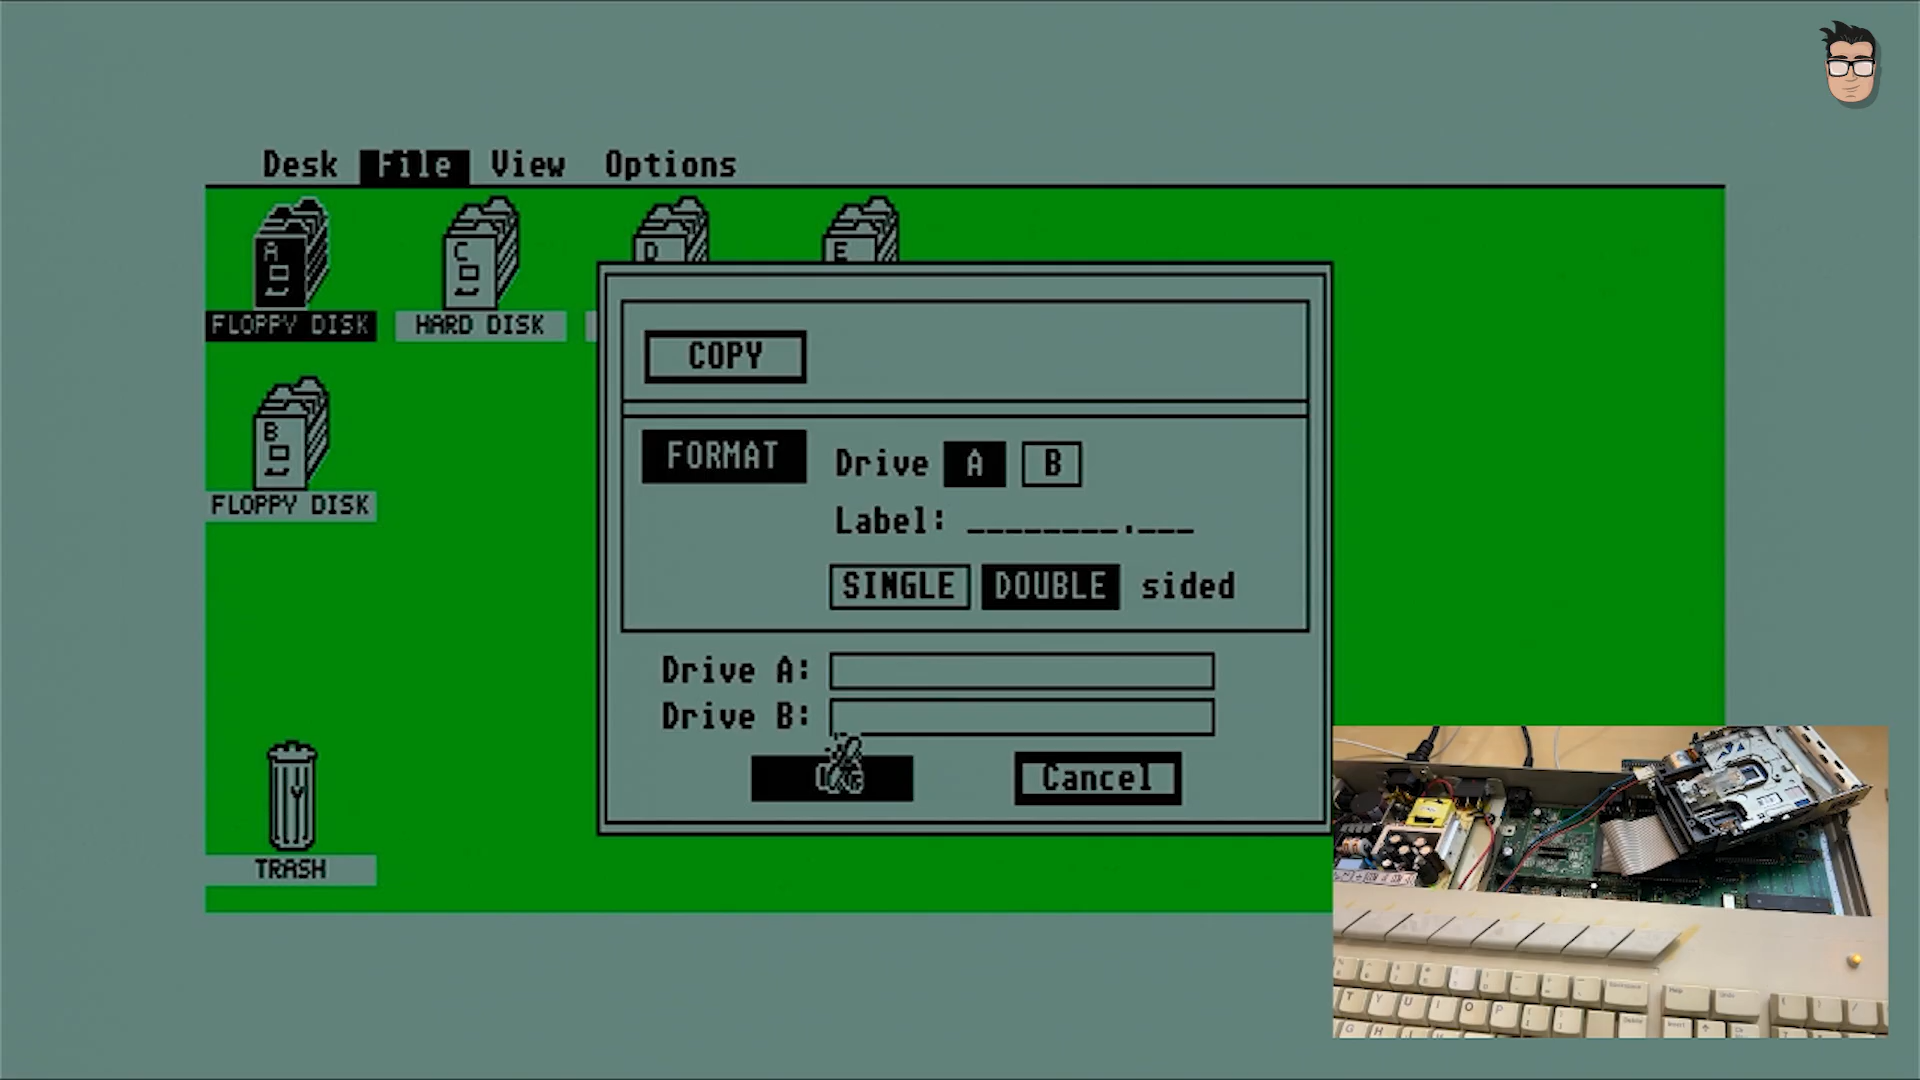 Desk File View Options
A C D E
FLOPPY DISK HARD DISK
COPY
FORMAT Drive A B
Label: ________.___
SINGLE DOUBLE sided
B
FLOPPY DISK
Drive A:
Drive B:
Cancel
TRASH
T Y U I O P
G H